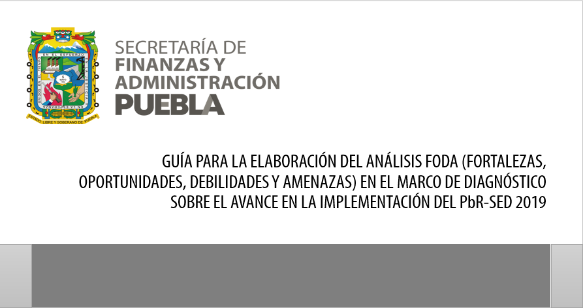 SECRETARÍA DE
FINANZAS Y
ADMINISTRACIÓN
PUEBLA
GUÍA PARA LA ELABORACIÓN DEL ANÁLISIS FODA (FORTALEZAS,
OPORTUNIDADES, DEBILIDADES Y AMENAZAS) EN EL MARCO DE DIAGNÓSTICO
SOBRE EL AVANCE EN LA IMPLEMENTACIÓN DEL PbR-SED 2019